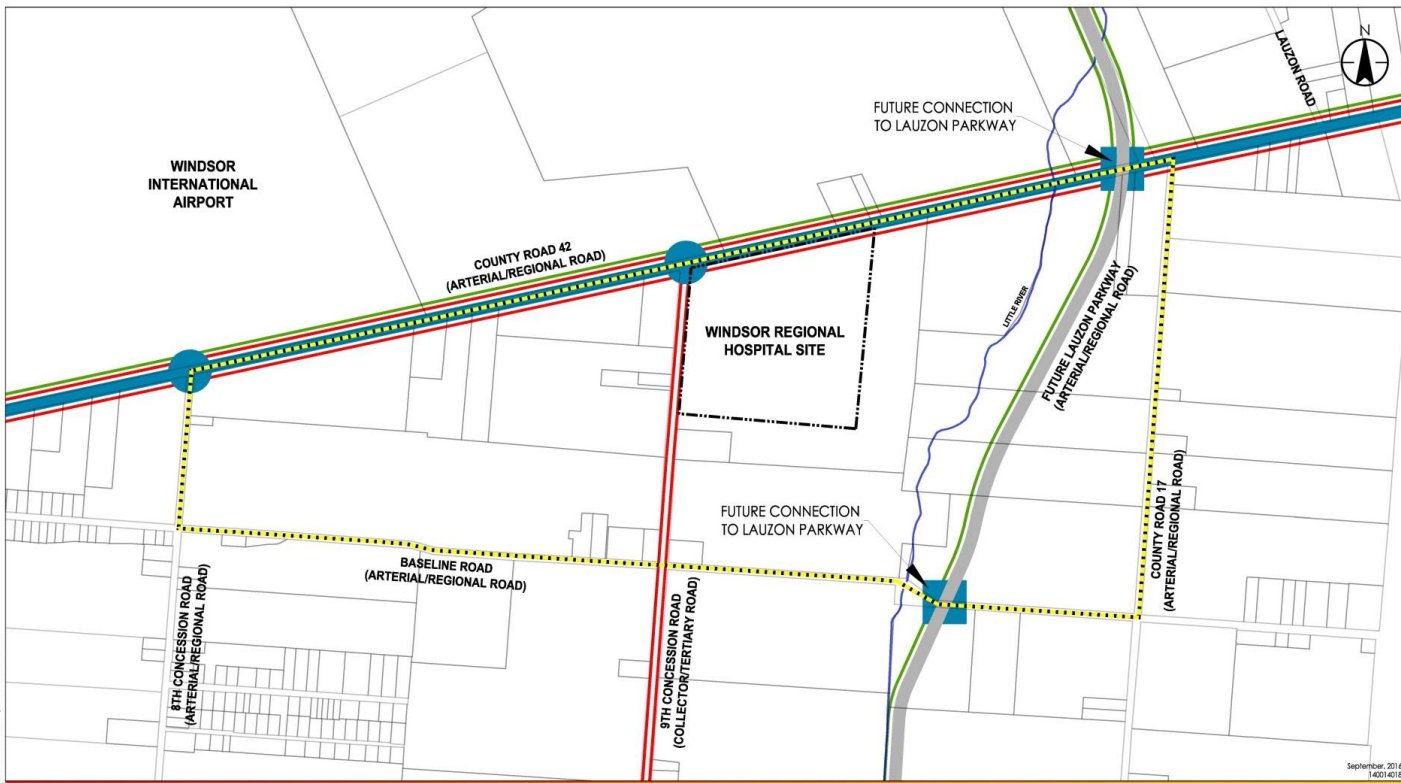 N
LAUZON ROAD
FUTURE CONNECTION
TO LAUZON PARKWAY
WINDSOR
INTERNATIONAL
AIRPORT
COUNTY ROAD 42
(ARTERIAL/REGIONAL ROAD)
WINDSOR REGIONAL
HOSPITAL SITE
LITTLE RIVER
FUTURE LAUZON PARKWAY
(ARTERIAL/REGIONAL ROAD)
FUTURE CONNECTION
TO LAUZON PARKWAY
COUNTY ROAD 17
(ARTERIAL/REGIONAL ROAD)
BASELINE ROAD
(ARTERIAL/REGIONAL ROAD)
8TH CONCESSION ROAD
(ARTERIAL/REGIONAL ROAD)
9TH CONCESSION ROAD
(COLLECTOR/TERTIARY ROAD)
September, 2016
140014018